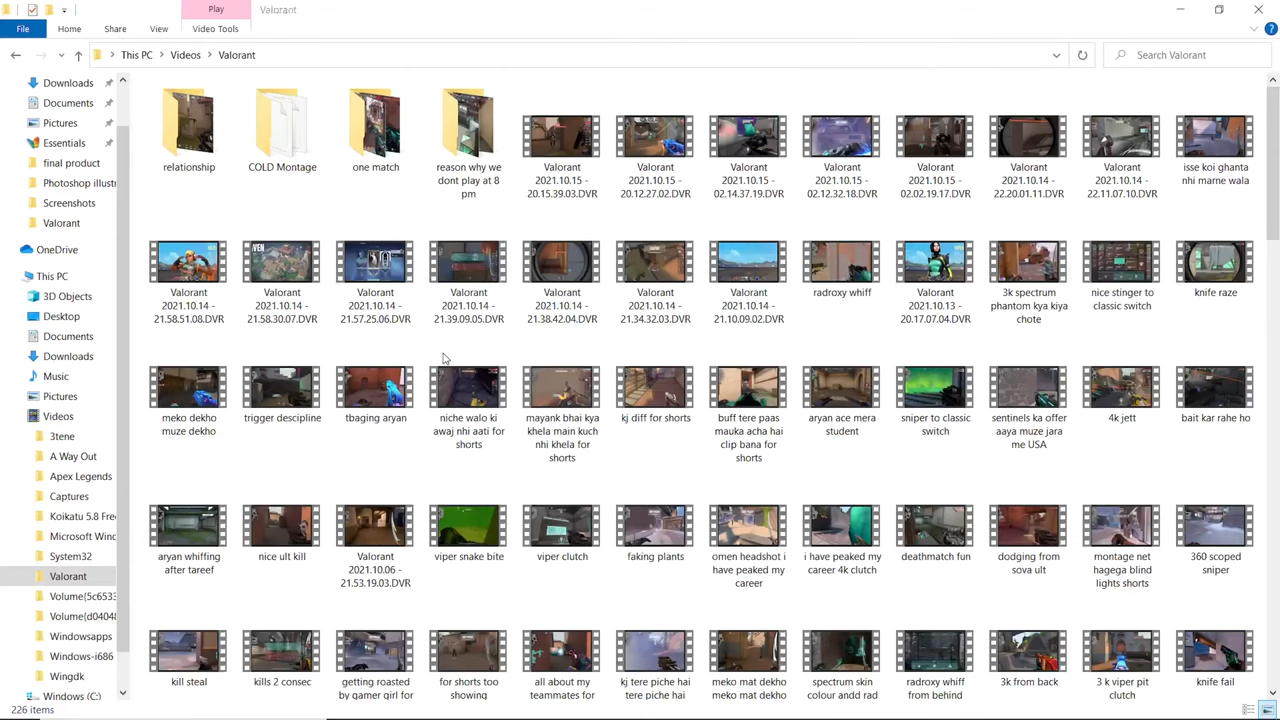 Play
Valorant
File
Home
Share
View
Video Tools
This PC
Videos
Valorant
Search Valorant
Downloads
Documents
Pictures
Essentials
final product
Photoshop illustr
Screenshots
Valorant
OneDrive
This PC
3D Objects
Desktop
Documents
Downloads
Music
Pictures
Videos
3tene
A Way Out
Apex Legends
Captures
Koikatu 5.8 Free
Microsoft Wind
System32
Valorant
Volume{5c6533
Volume{d0404
Windowsapps
Windows-i686
Wingdk
Windows (C:)
relationship
COLD Montage
one match
reason why we
dont play at 8
pm
Valorant
2021.10.15 -
20.15.39.03.DVR
Valorant
2021.10.15 -
20.12.27.02.DVR
Valorant
2021.10.15 -
02.14.37.19.DVR
Valorant
2021.10.15 -
02.12.32.18.DVR
Valorant
2021.10.15 -
02.02.19.17.DVR
Valorant
2021.10.14 -
22.20.01.11.DVR
Valorant
2021.10.14 -
22.11.07.10.DVR
isse koi ghanta
nhi marne wala
VEN
Valorant
2021.10.14 -
21.58.51.08.DVR
Valorant
2021.10.14 -
21.58.30.07.DVR
Valorant
2021.10.14 -
21.57.25.06.DVR
Valorant
2021.10.14 -
21.39.09.05.DVR
Valorant
2021.10.14 -
21.38.42.04.DVR
Valorant
2021.10.14 -
21.34.32.03.DVR
Valorant
2021.10.14 -
21.10.09.02.DVR
radroxy whiff
Valorant
2021.10.13 -
20.17.07.04.DVR
3k spectrum
phantom kya kiya
chote
nice stinger to
classic switch
knife raze
meko dekho
muze dekho
trigger descipline
tbaging aryan
niche walo ki
awaj nhi aati for
shorts
mayank bhai kya
khela main kuch
nhi khela for
shorts
kj diff for shorts
buff tere paas
mauka acha hai
clip bana for
shorts
aryan ace mera
student
sniper to classic
switch
sentinels ka offer
aaya muze jara
me USA
4k jett
bait kar rahe ho
aryan whiffing
after tareef
nice ult kill
Valorant
2021.10.06 -
21.53.19.03.DVR
viper snake bite
viper clutch
faking plants
omen headshot i
have peaked my
career
i have peaked my
career 4k clutch
deathmatch fun
dodging from
sova ult
montage net
hagega blind
lights shorts
360 scoped
sniper
kill steal
kills 2 consec
getting roasted
by gamer girl for
for shorts too
showing
all about my
teammates for
kj tere piche hai
tere piche hai
meko mat dekho
meko mat dekho
spectrum skin
colour andd rad
radroxy whiff
from behind
3k from back
3 k viper pit
clutch
knife fail
226 items